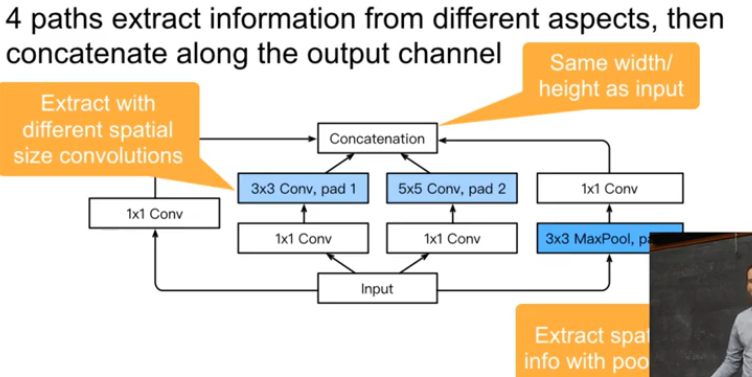 4 paths extract information from different aspects, then
concatenate along the output channel
Same width/
height as input
Extract with
different spatial
size convolutions
Concatenation
3x3 Conv, pad 1
5x5 Conv, pad 2
1x1 Conv
1x1 Conv
1x1 Conv
1x1 Conv
3x3 MaxPool,
Input
Extract
info with